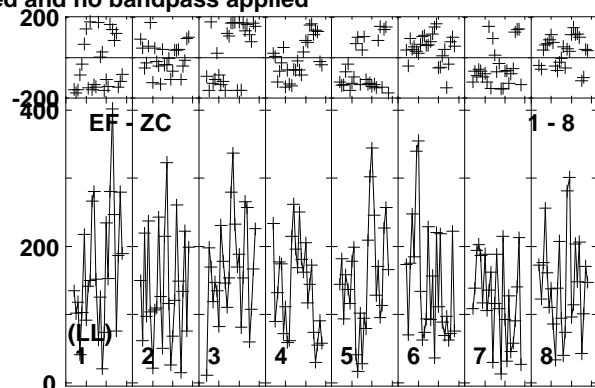 ed and no bandpass applied
200
-200
400
EF - ZC 1 - 8
200
(LL)
1 2 3 4 5 6 7 8
0